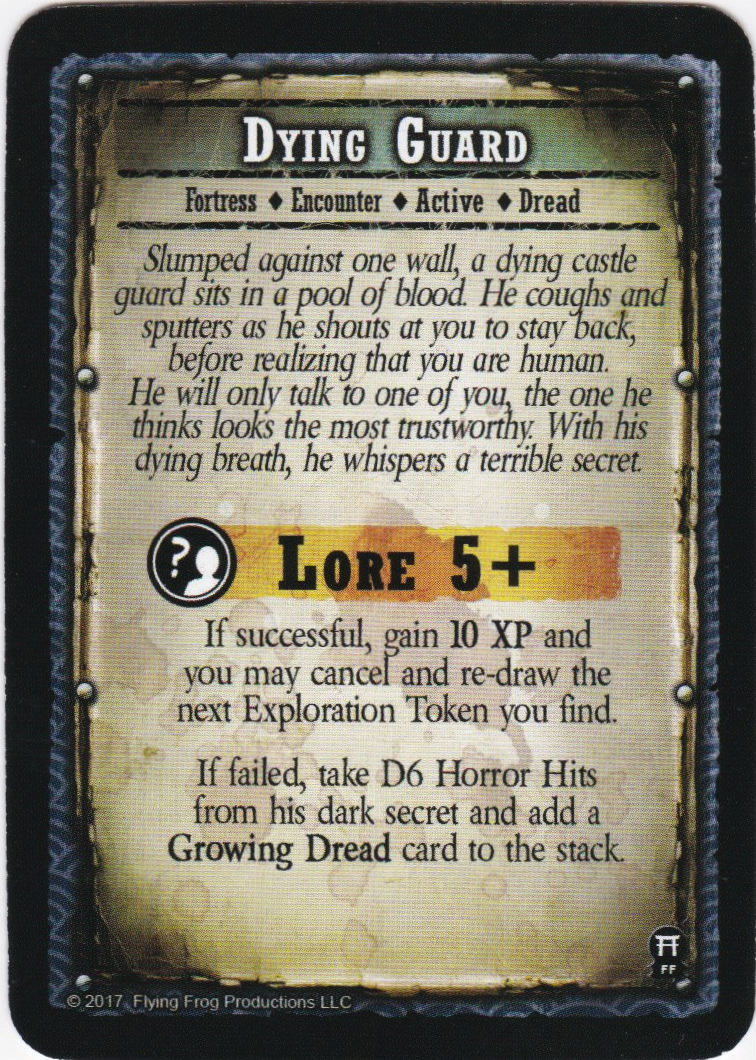 Dying Guard
Fortress ♦ Encounter ♦ Active ♦ Dread
Slumped against one wall, a dying castle
guard sits in a pool of blood. He coughs and
sputters as he shouts at you to stay back,
before realizing that you are human.
He will only talk to one of you, the one he
thinks looks the most trustworthy. With his
dying breath, he whispers a terrible secret.
?
Lore 5+
If successful, gain 10 XP and
you may cancel and re-draw the
next Exploration Token you find.
If failed, take D6 Horror Hits
from his dark secret and add a
Growing Dread card to the stack.
FF
© 2017 Flying Frog Productions LLC